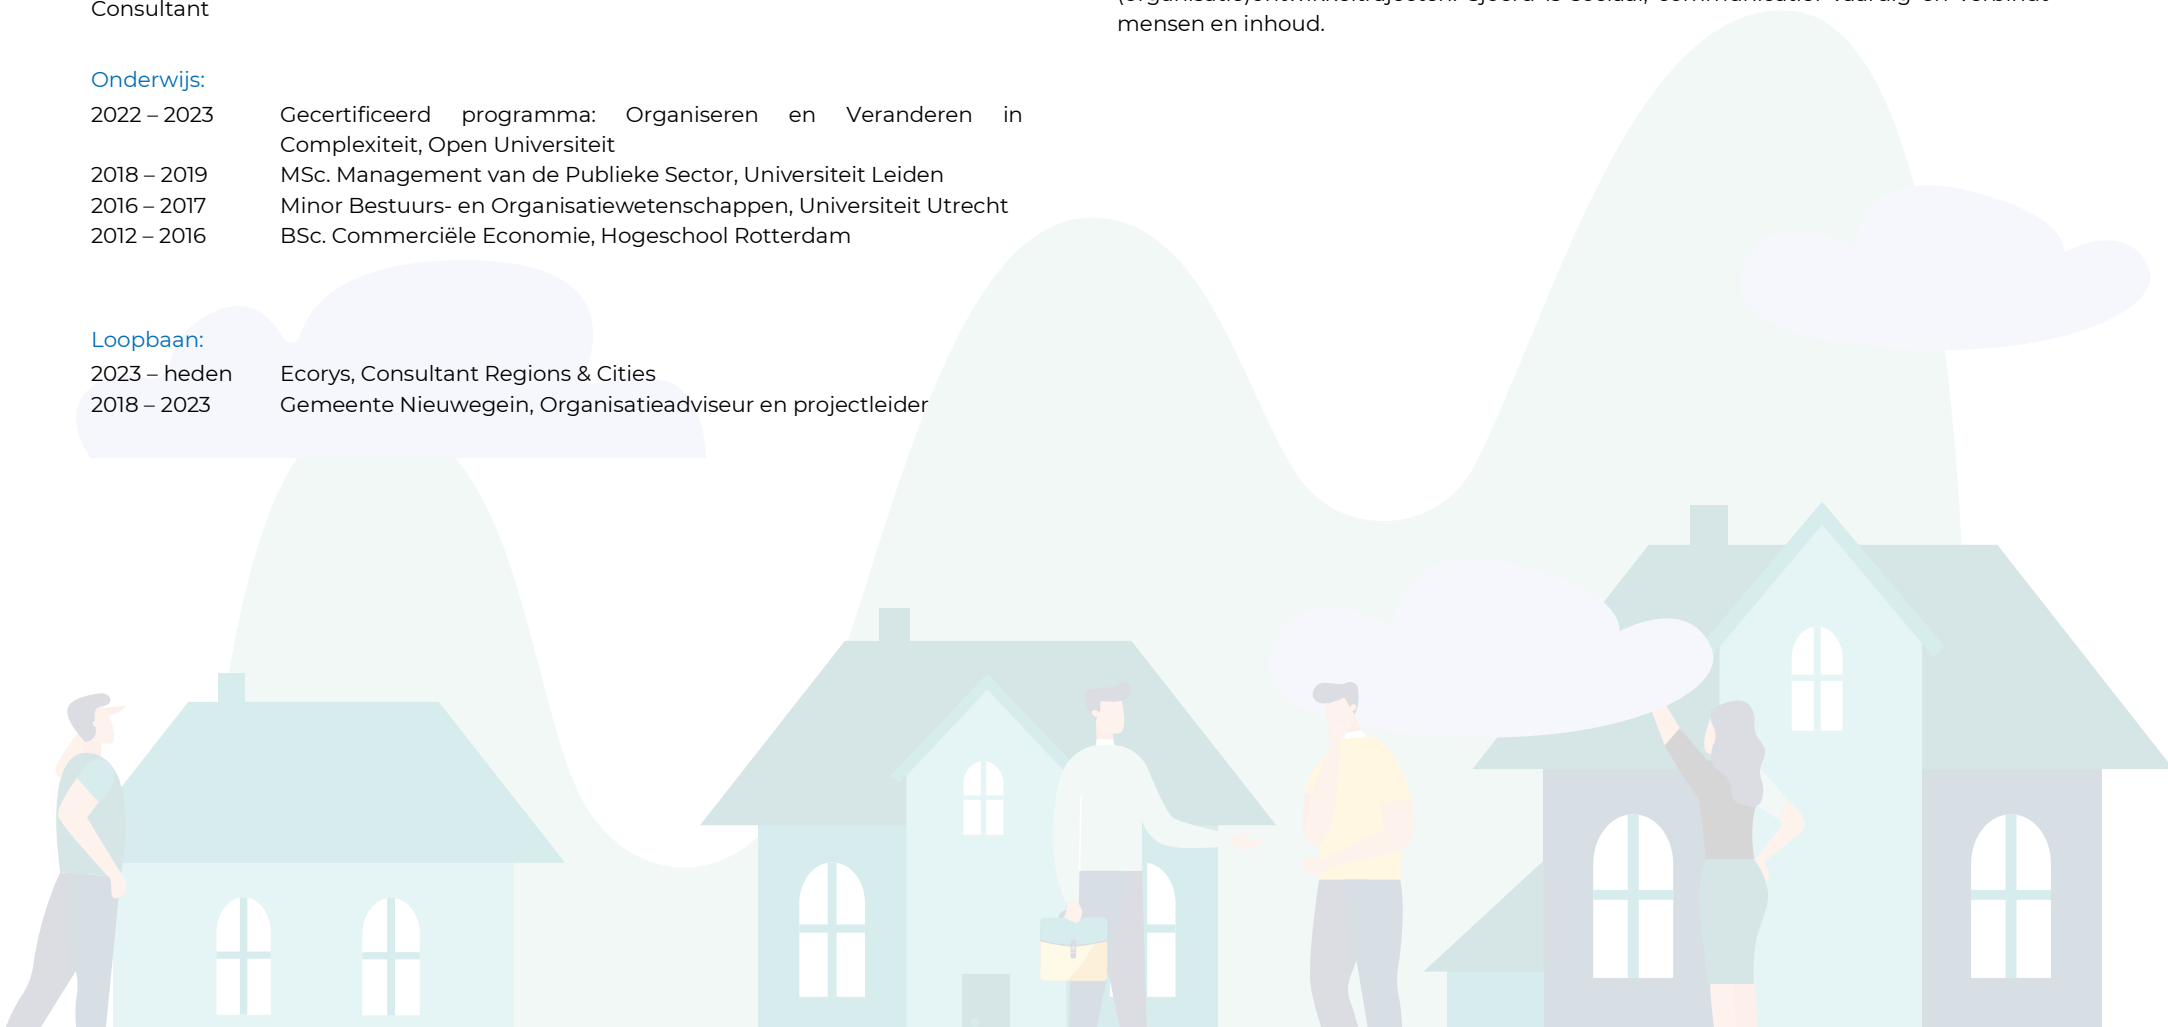 Consultant
mensen en inhoud.
Onderwijs:
2022 – 2023 Gecertificeerd programma: Organiseren en Veranderen in
Complexiteit, Open Universiteit
2018 – 2019 MSc. Management van de Publieke Sector, Universiteit Leiden
2016 – 2017 Minor Bestuurs- en Organisatiewetenschappen, Universiteit Utrecht
2012 – 2016 BSc. Commerciële Economie, Hogeschool Rotterdam
Loopbaan:
2023 – heden Ecorys, Consultant Regions & Cities
2018 – 2023 Gemeente Nieuwegein, Organisatieadviseur en projectleider